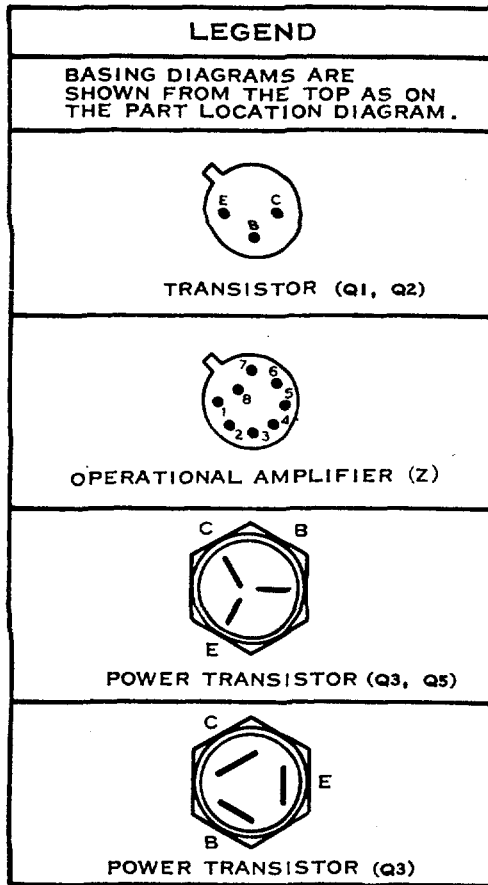 LEGEND
BASING DIAGRAMS ARE
SHOWN FROM THE TOP AS ON
THE PART LOCATION DIAGRAM.
E C
B
TRANSISTOR (Q1, Q2)
7 6
8 5
1 4
2 3
OPERATIONAL AMPLIFIER (Z)
C B
E
POWER TRANSISTOR (Q3, Q5)
C
E
B
POWER TRANSISTOR (Q3)